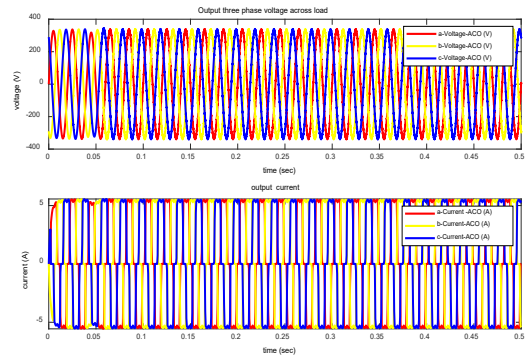 Output three phase voltage across load
400
200
0
-200
-400
voltage (V)
a-Voltage-ACO (V)
b-Voltage-ACO (V)
c-Voltage-ACO (V)
0 0.05 0.1 0.15 0.2 0.25 0.3 0.35 0.4 0.45 0.5
time (sec)
output current
5
0
-5
current (A)
a-Current -ACO (A)
b-Current-ACO (A)
c-Current-ACO (A)
0 0.05 0.1 0.15 0.2 0.25 0.3 0.35 0.4 0.45 0.5
time (sec)